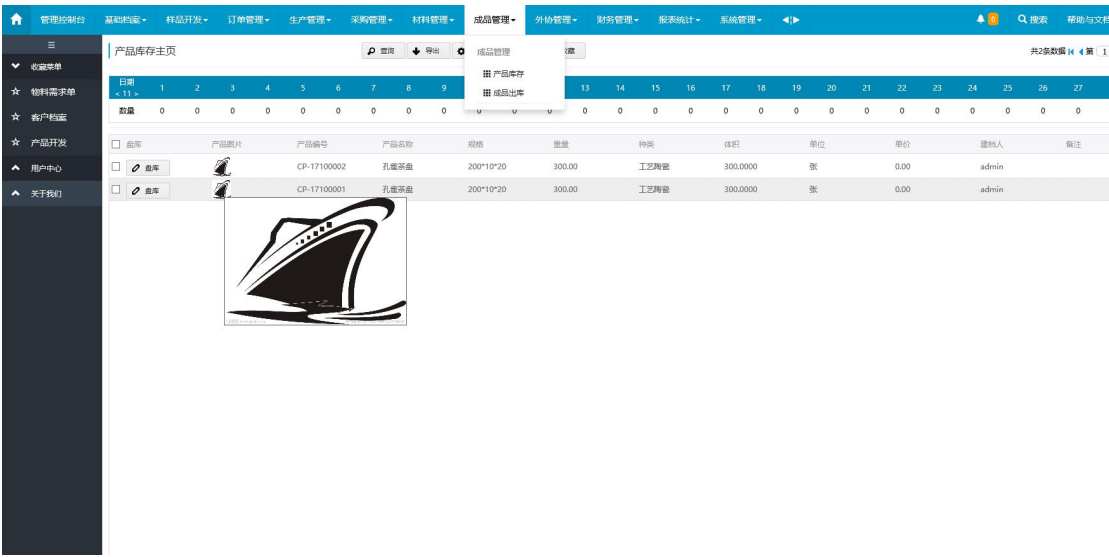 管理控制台 基础档案 样品开发 订单管理 生产管理 采购管理 材料管理 成品管理 外协管理 财务管理 报表统计 系统管理 0 搜索 帮助与文档
产品库存主页 查询 导出 共2条数据 第 1
成品管理
产品库存
成品出库
收藏菜单
物料需求单
客户档案
产品开发
用户中心
关于我们
日期 < 11 > 1 2 3 4 5 6 7 8 9 13 14 15 16 17 18 19 20 21 22 23 24 25 26 27
数量 0 0 0 0 0 0 0 0 0 0 0 0 0 0 0 0 0 0 0 0 0 0 0 0 0 0 0
盘库 产品图片 产品编号 产品名称 规格 重量 种类 体积 单位 单价 建档人 备注
盘库 CP-17100002 孔雀茶盘 200*10*20 300.00 工艺陶瓷 300.0000 张 0.00 admin
盘库 CP-17100001 孔雀茶盘 200*10*20 300.00 工艺陶瓷 300.0000 张 0.00 admin